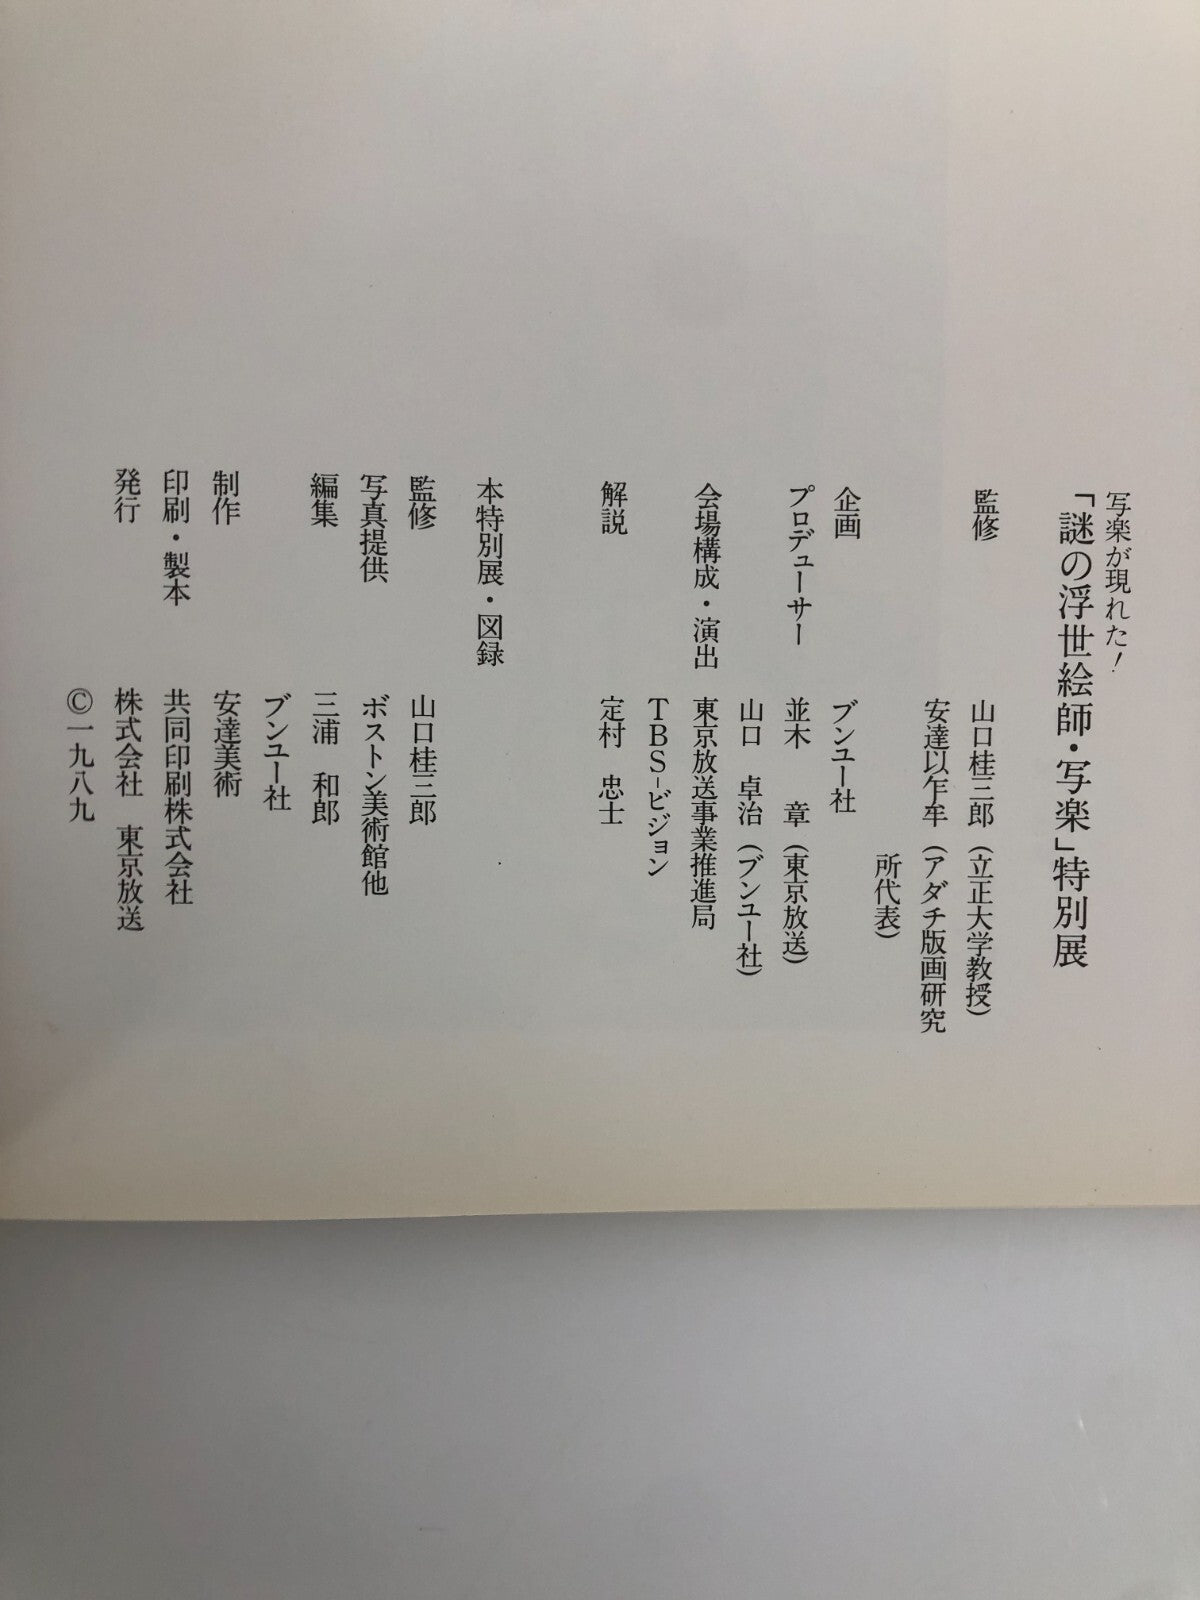 写楽が現れた！
「謎の浮世絵師・写楽」特別展
監修　山口桂三郎（立正大学教授）
安達以乍牟（アダチ版画研究
所代表）
企画　ブンユー社
プロデューサー　並木　章（東京放送）
山口　卓治（ブンユー社）
会場構成・演出　東京放送事業推進局
TBS-ビジョン
解説　定村　忠士
本特別展・図録
監修　山口桂三郎
写真提供　ボストン美術館他
編集　三浦　和郎
ブンユー社
制作　安達美術
印刷・製本　共同印刷株式会社
発行　株式会社　東京放送
©一九八九